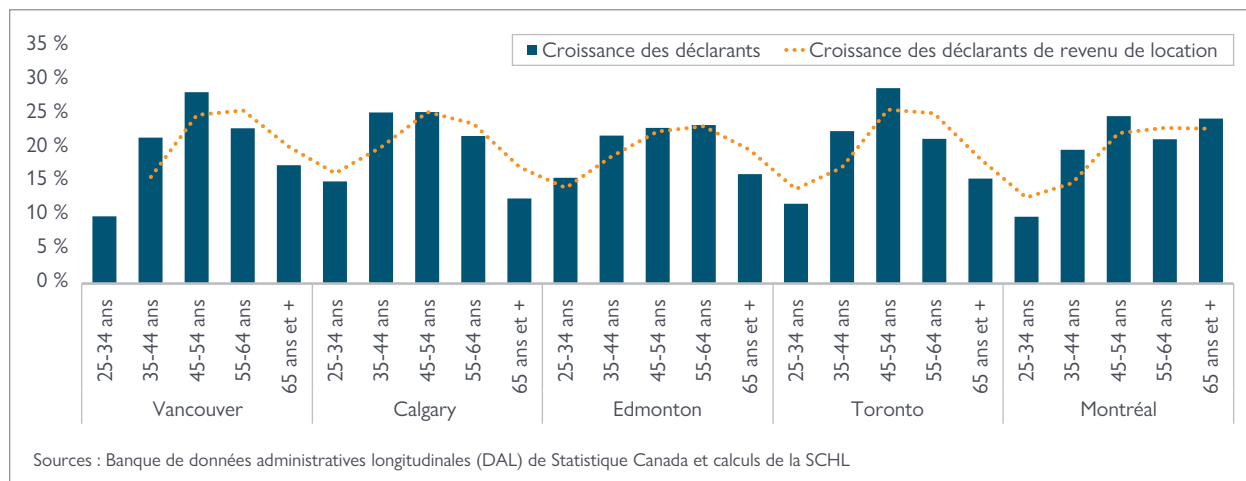 35 %
30 %
25 %
20 %
15 %
10 %
5 %
0 %
Croissance des déclarants
Croissance des déclarants de revenu de location
25-34 ans
35-44 ans
45-54 ans
55-64 ans
65 ans et +
25-34 ans
35-44 ans
45-54 ans
55-64 ans
65 ans et +
25-34 ans
35-44 ans
45-54 ans
55-64 ans
65 ans et +
25-34 ans
35-44 ans
45-54 ans
55-64 ans
65 ans et +
25-34 ans
35-44 ans
45-54 ans
55-64 ans
65 ans et +
Vancouver
Calgary
Edmonton
Toronto
Montréal
Sources : Banque de données administratives longitudinales (DAL) de Statistique Canada et calculs de la SCHL